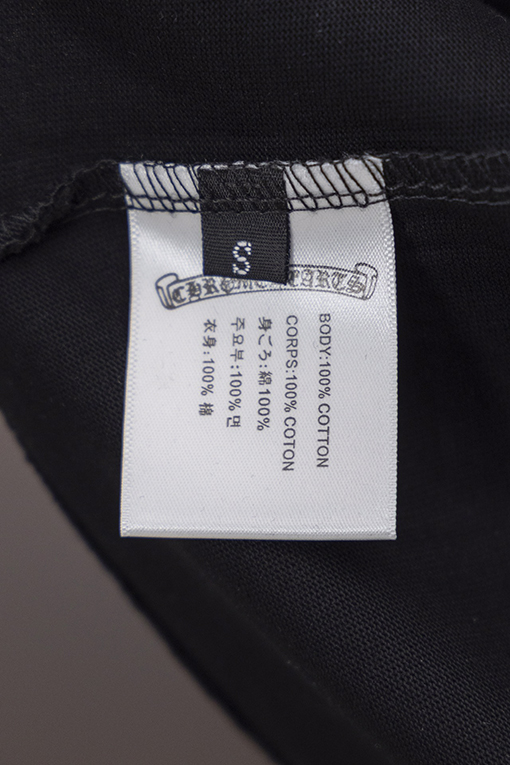 S
CHROME HEARTS
BODY:100% COTTON
CORPS:100% COTON
身ごろ:綿100%
주요부:100% 면
衣身:100% 棉